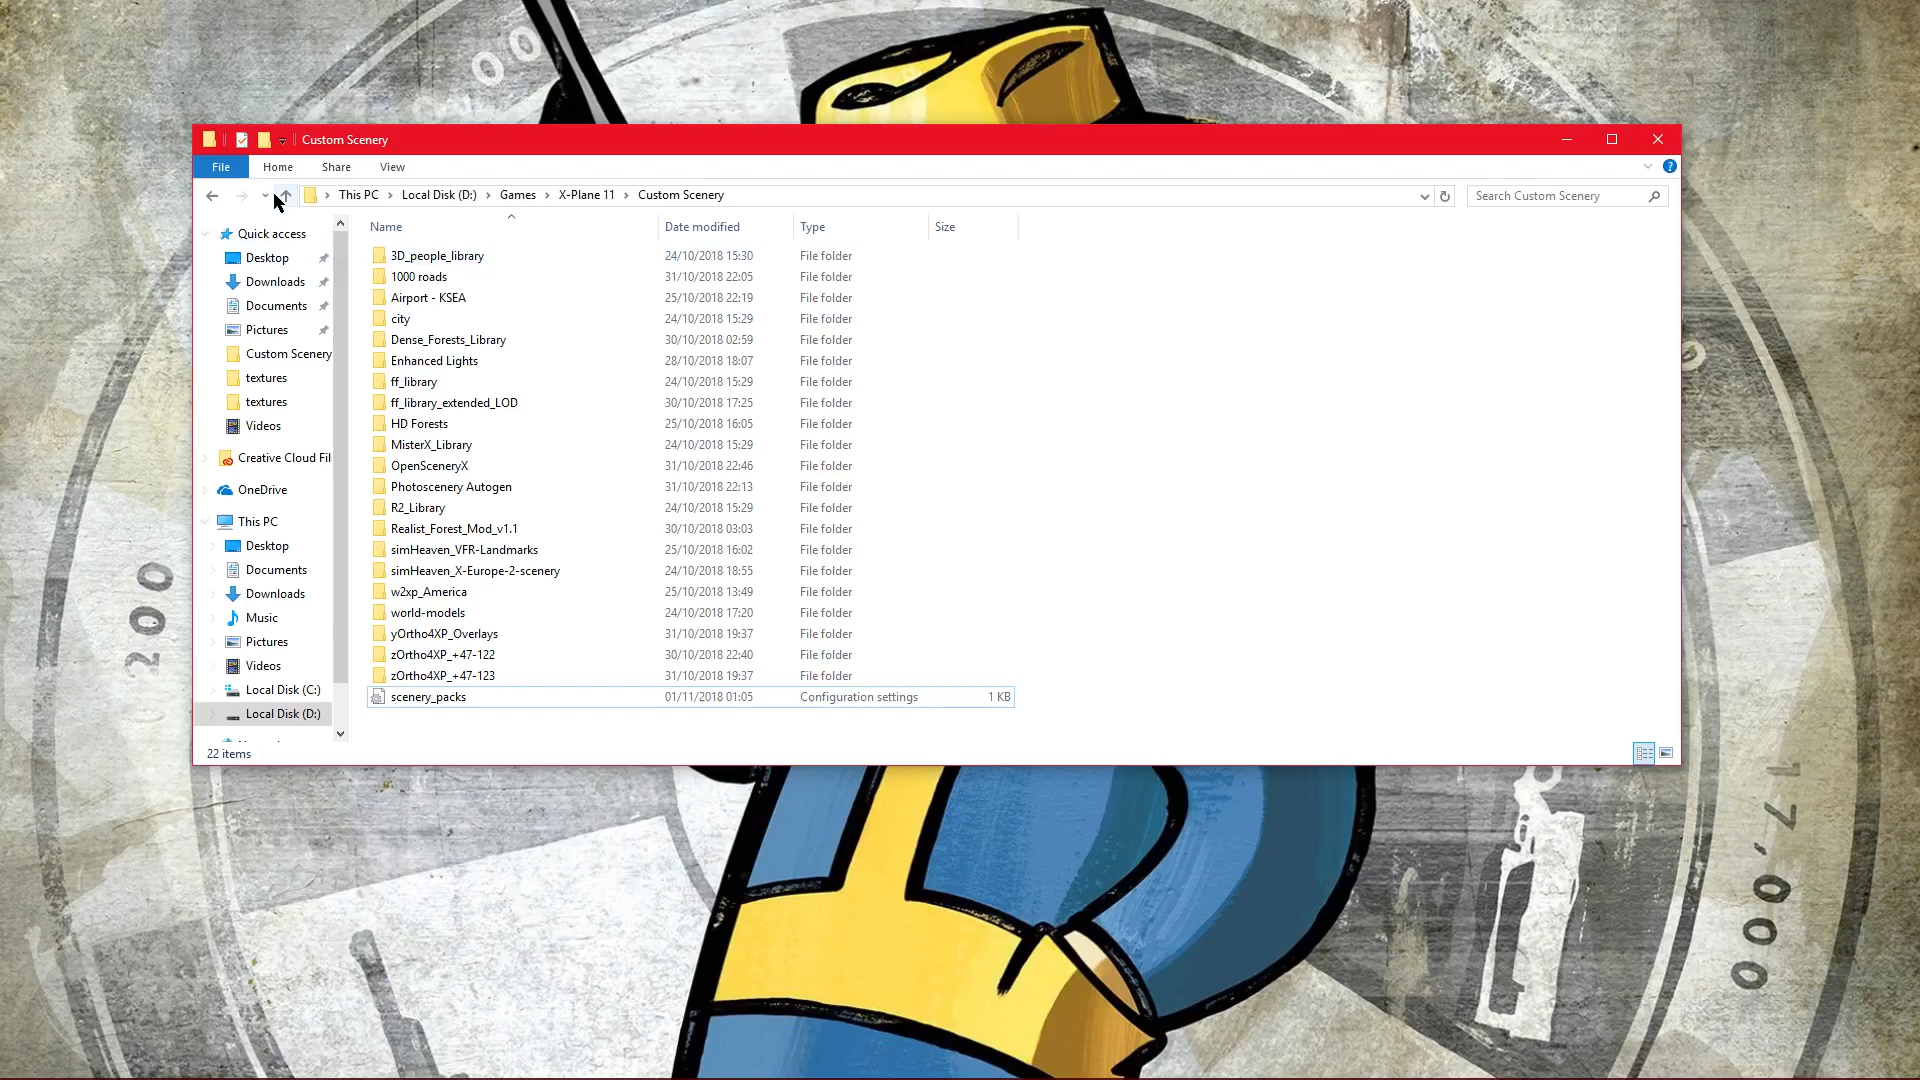 Custom Scenery
File Home Share View
This PC Local Disk (D:) Games X-Plane 11 Custom Scenery
Search Custom Scenery
Name Date modified Type Size
Quick access
Desktop
Downloads
Documents
Pictures
Custom Scenery
textures
textures
Videos
Creative Cloud Fil
OneDrive
This PC
Desktop
Documents
Downloads
Music
Pictures
Videos
Local Disk (C:)
Local Disk (D:)
3D_people_library 24/10/2018 15:30 File folder
1000 roads 31/10/2018 22:05 File folder
Airport - KSEA 25/10/2018 22:19 File folder
city 24/10/2018 15:29 File folder
Dense_Forests_Library 30/10/2018 02:59 File folder
Enhanced Lights 28/10/2018 18:07 File folder
ff_library 24/10/2018 15:29 File folder
ff_library_extended_LOD 30/10/2018 17:25 File folder
HD Forests 25/10/2018 16:05 File folder
MisterX_Library 24/10/2018 15:29 File folder
OpenSceneryX 31/10/2018 22:46 File folder
Photoscenery Autogen 31/10/2018 22:13 File folder
R2_Library 24/10/2018 15:29 File folder
Realist_Forest_Mod_v1.1 30/10/2018 03:03 File folder
simHeaven_VFR-Landmarks 25/10/2018 16:02 File folder
simHeaven_X-Europe-2-scenery 24/10/2018 18:55 File folder
w2xp_America 25/10/2018 13:49 File folder
world-models 24/10/2018 17:20 File folder
yOrtho4XP_Overlays 31/10/2018 19:37 File folder
zOrtho4XP_+47-122 30/10/2018 22:40 File folder
zOrtho4XP_+47-123 31/10/2018 19:37 File folder
scenery_packs 01/11/2018 01:05 Configuration settings 1 KB
22 items
200
17,000